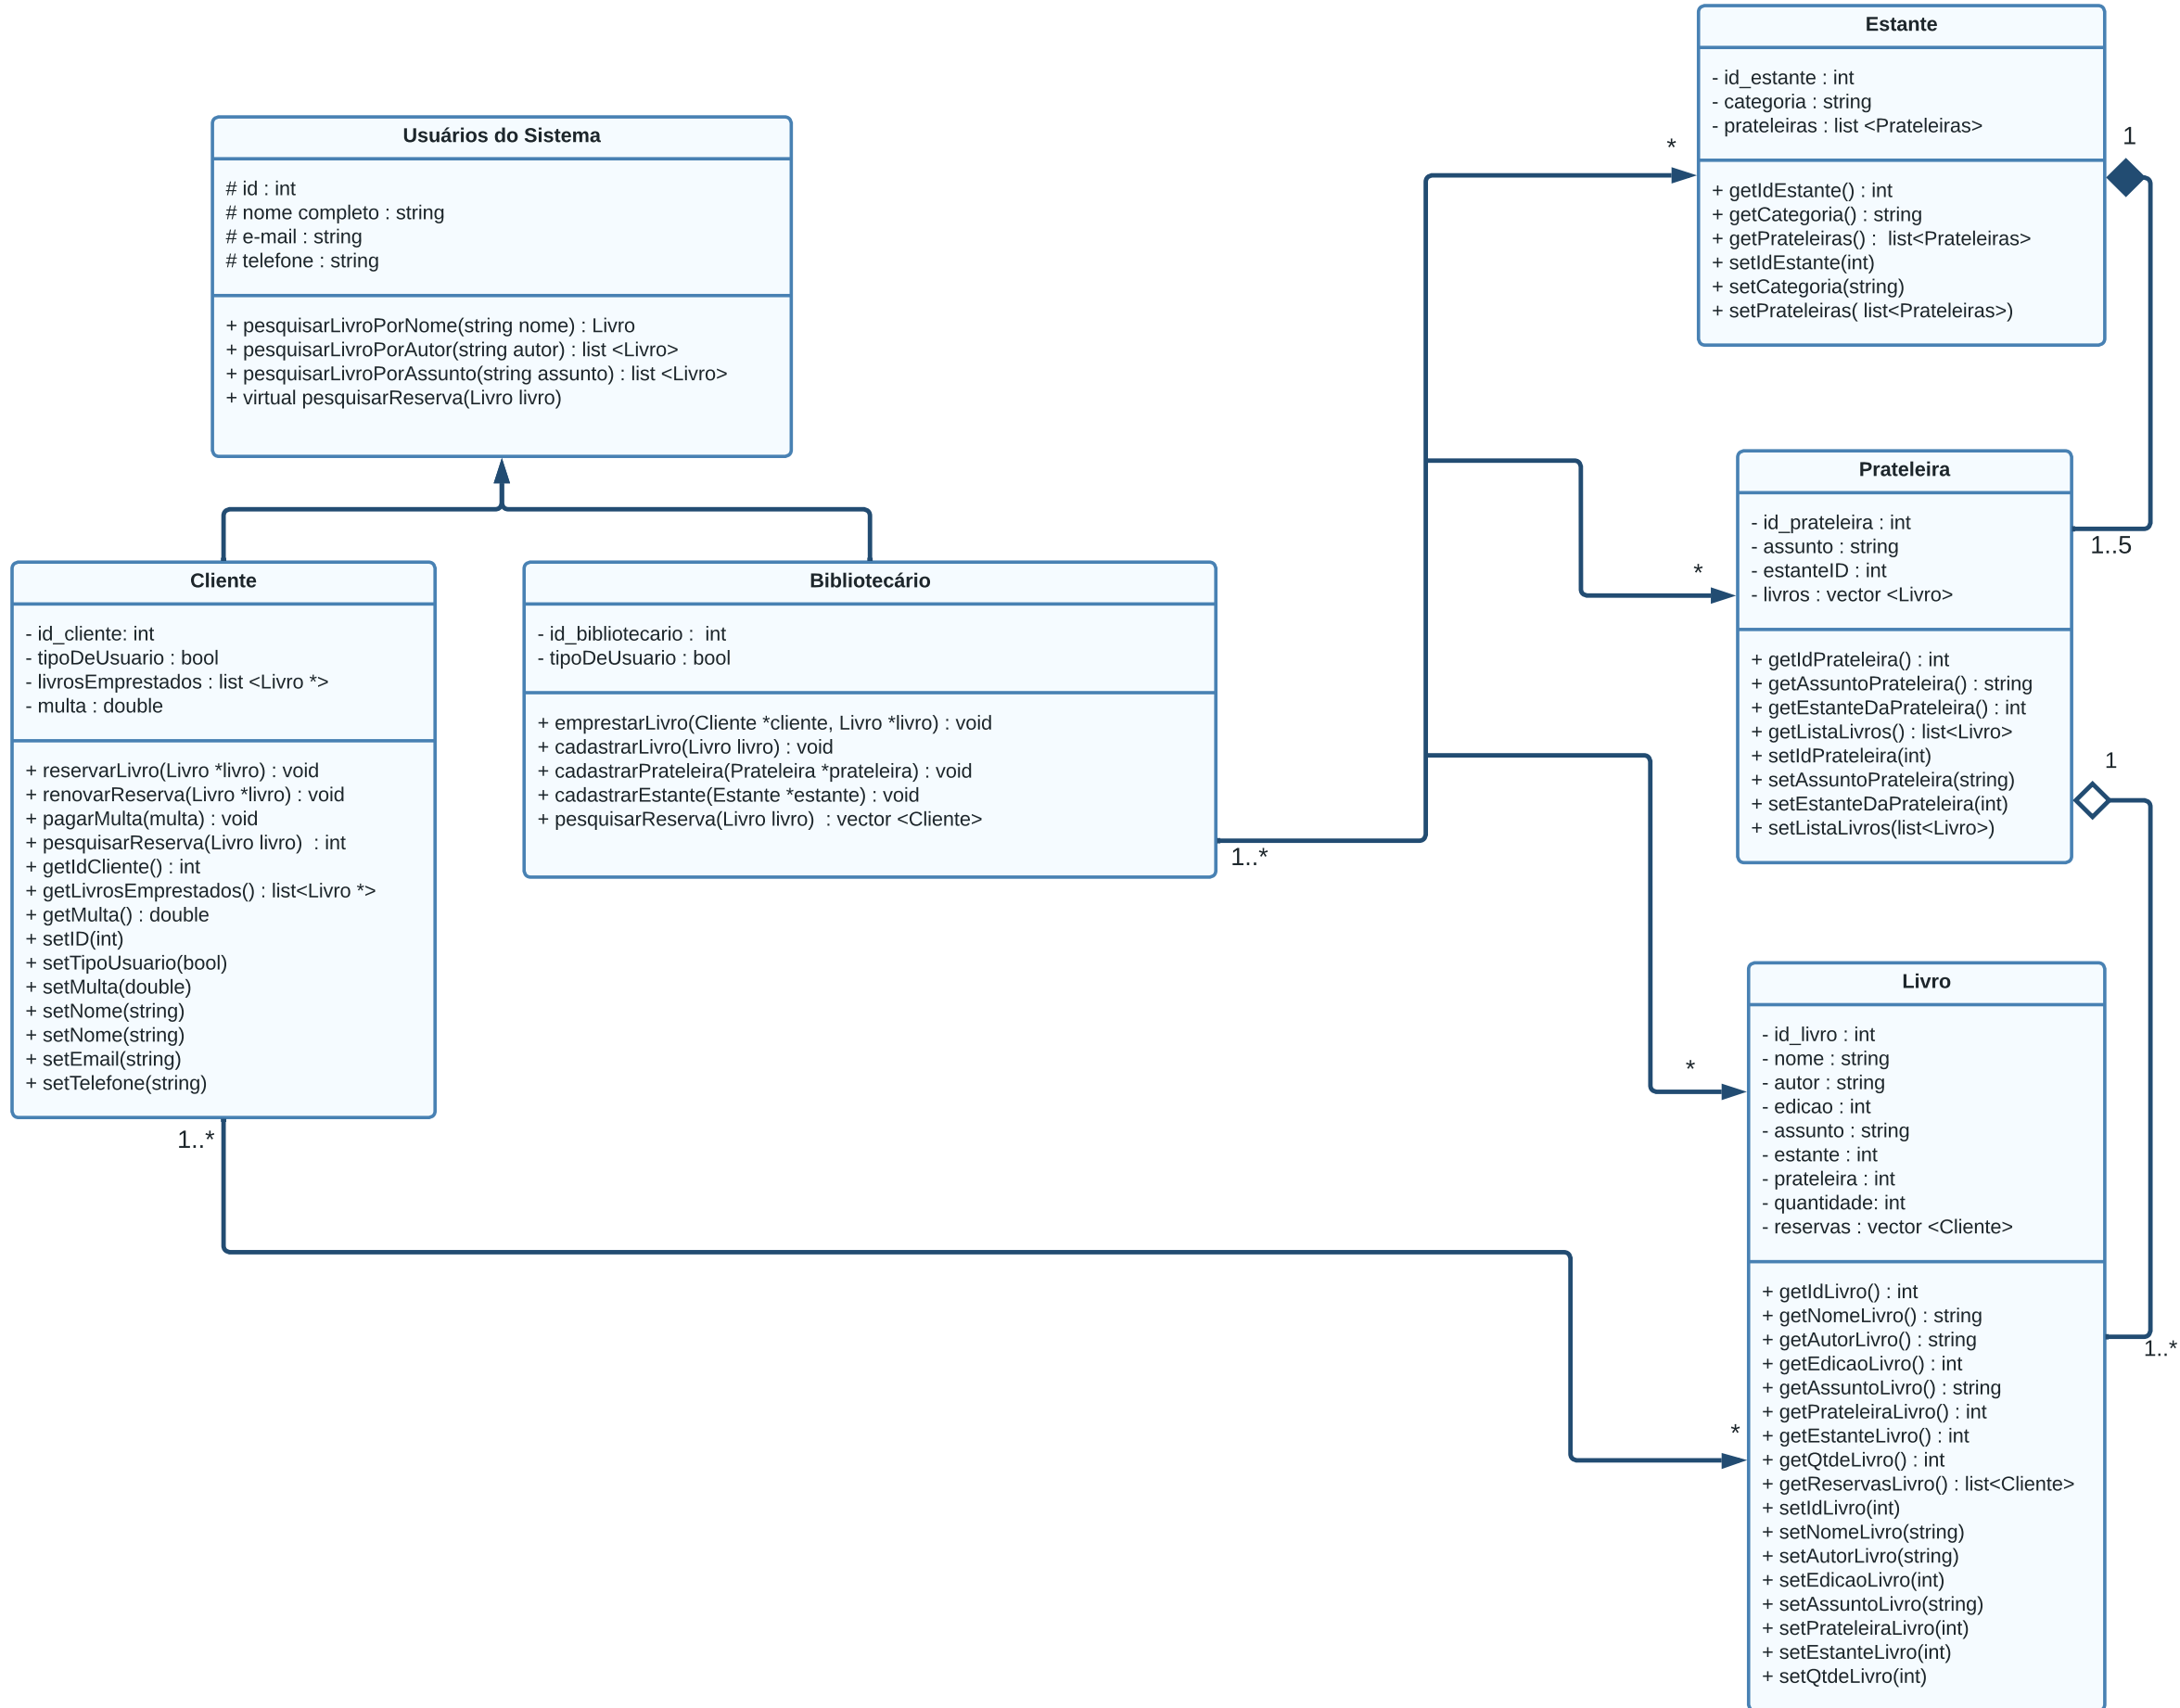 Usuários do Sistema
# id : int
# nome completo : string
# e-mail : string
# telefone : string
+ pesquisarLivroPorNome(string nome) : Livro
+ pesquisarLivroPorAutor(string autor) : list <Livro>
+ pesquisarLivroPorAssunto(string assunto) : list <Livro>
+ virtual pesquisarReserva(Livro livro)
Cliente
- id_cliente: int
- tipoDeUsuario : bool
- livrosEmprestados : list <Livro *>
- multa : double
+ reservarLivro(Livro *livro) : void
+ renovarReserva(Livro *livro) : void
+ pagarMulta(multa) : void
+ pesquisarReserva(Livro livro)  : int
+ getIdCliente() : int
+ getLivrosEmprestados() : list<Livro *>
+ getMulta() : double
+ setID(int)
+ setTipoUsuario(bool)
+ setMulta(double)
+ setNome(string)
+ setNome(string)
+ setEmail(string)
+ setTelefone(string)
1..*
Bibliotecário
- id_bibliotecario :  int
- tipoDeUsuario : bool
+ emprestarLivro(Cliente *cliente, Livro *livro) : void
+ cadastrarLivro(Livro livro) : void
+ cadastrarPrateleira(Prateleira *prateleira) : void
+ cadastrarEstante(Estante *estante) : void
+ pesquisarReserva(Livro livro)  : vector <Cliente>
1..*
Estante
- id_estante : int
- categoria : string
- prateleiras : list <Prateleiras>
+ getIdEstante() : int
+ getCategoria() : string
+ getPrateleiras() :  list<Prateleiras>
+ setIdEstante(int)
+ setCategoria(string)
+ setPrateleiras( list<Prateleiras>)
*
1
Prateleira
- id_prateleira : int
- assunto : string
- estanteID : int
- livros : vector <Livro>
+ getIdPrateleira() : int
+ getAssuntoPrateleira() : string
+ getEstanteDaPrateleira() : int
+ getListaLivros() : list<Livro>
+ setIdPrateleira(int)
+ setAssuntoPrateleira(string)
+ setEstanteDaPrateleira(int)
+ setListaLivros(list<Livro>)
*
1..5
1
Livro
- id_livro : int
- nome : string
- autor : string
- edicao : int
- assunto : string
- estante : int
- prateleira : int
- quantidade: int
- reservas : vector <Cliente>
+ getIdLivro() : int
+ getNomeLivro() : string
+ getAutorLivro() : string
+ getEdicaoLivro() : int
+ getAssuntoLivro() : string
+ getPrateleiraLivro() : int
+ getEstanteLivro() : int
+ getQtdeLivro() : int
+ getReservasLivro() : list<Cliente>
+ setIdLivro(int)
+ setNomeLivro(string)
+ setAutorLivro(string)
+ setEdicaoLivro(int)
+ setAssuntoLivro(string)
+ setPrateleiraLivro(int)
+ setEstanteLivro(int)
+ setQtdeLivro(int)
*
*
1..*